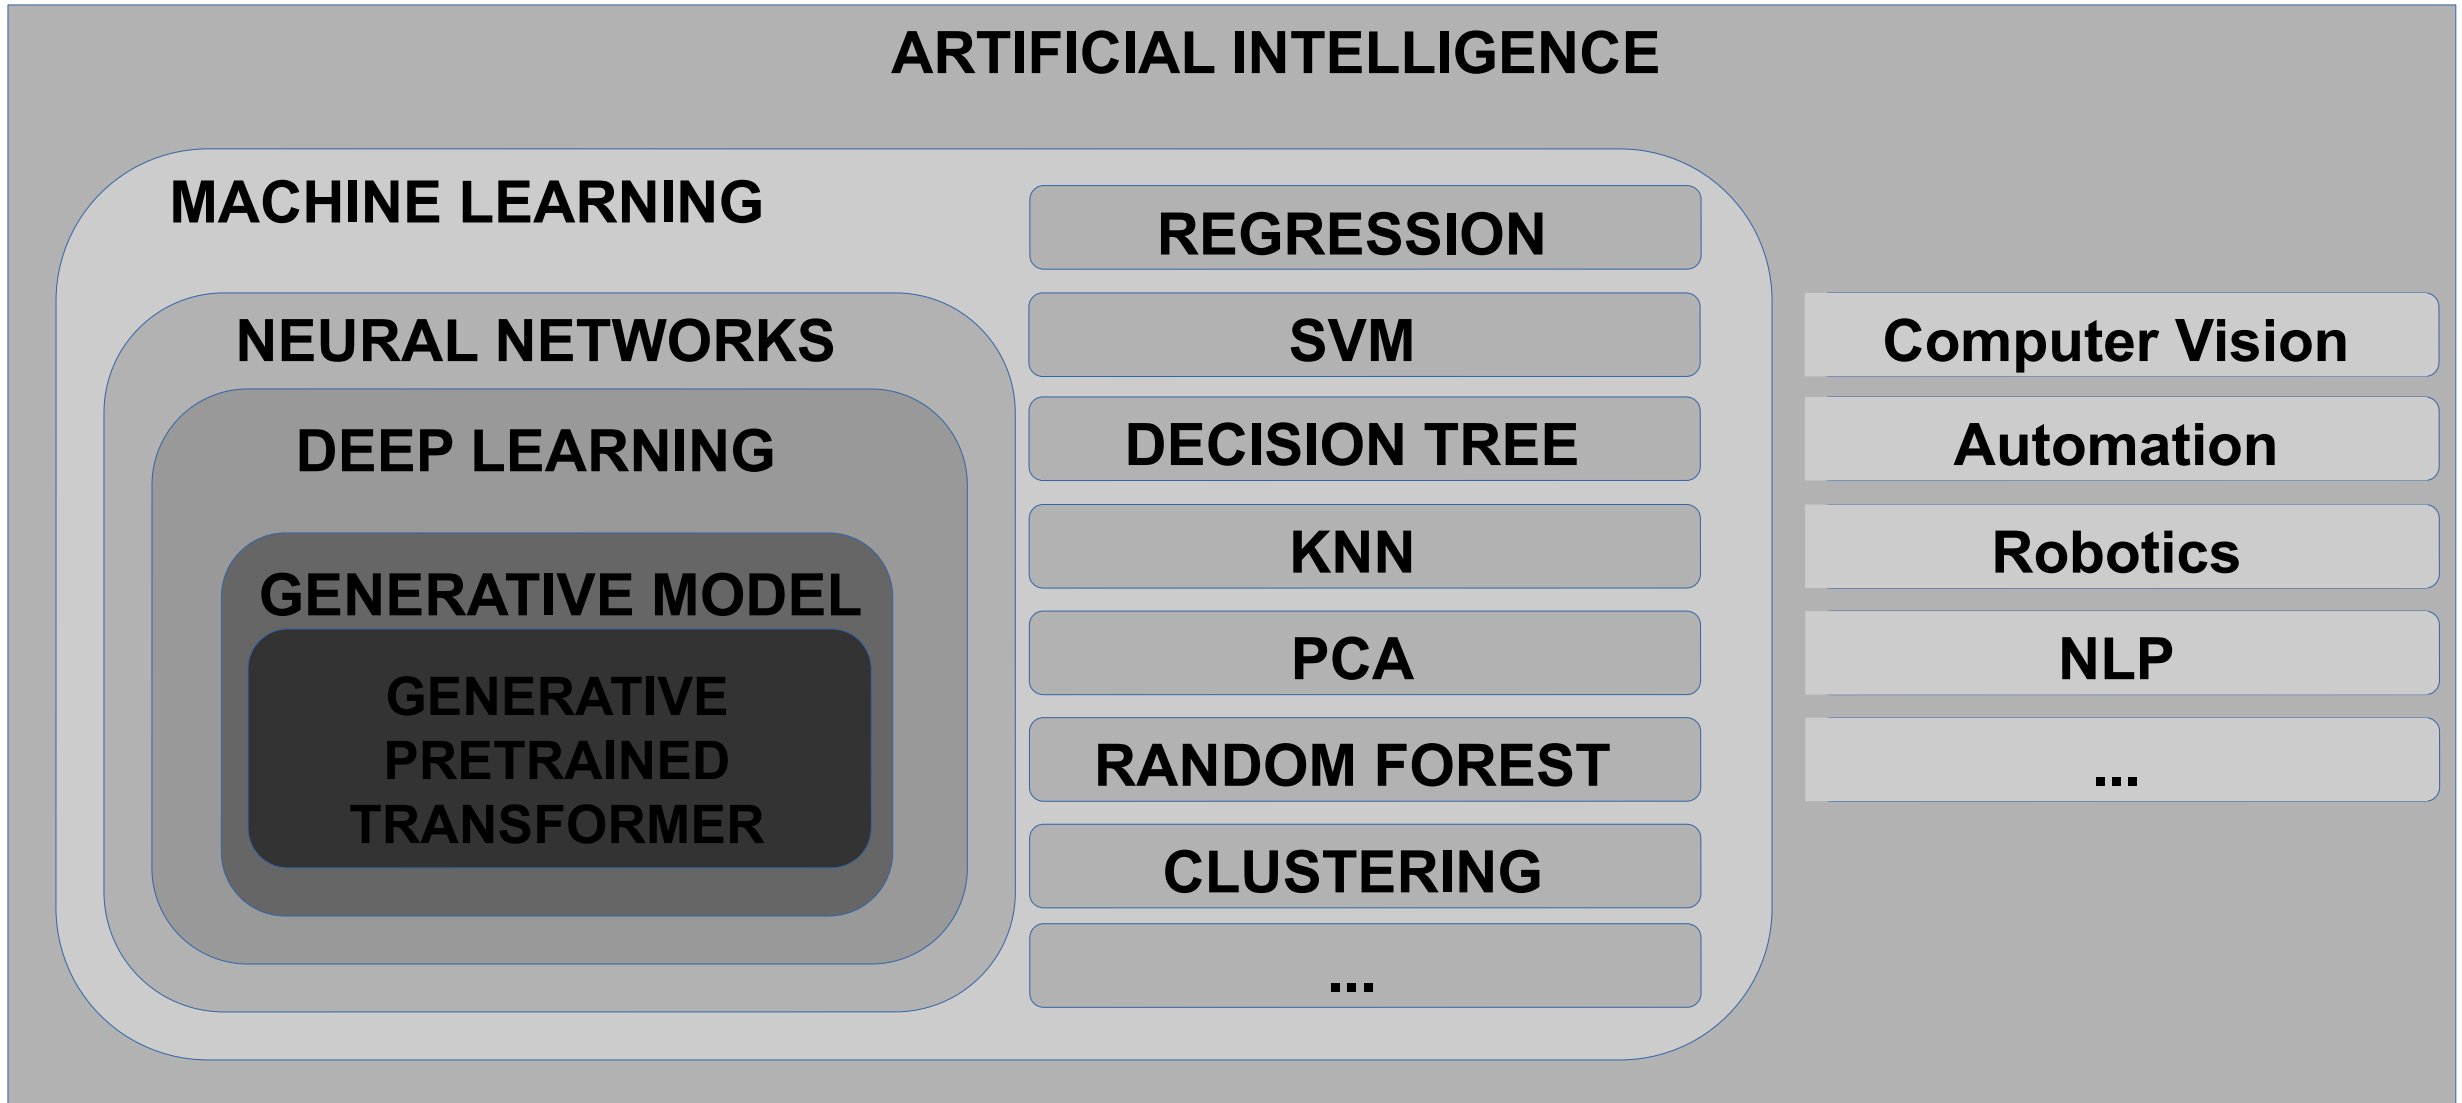 ARTIFICIAL INTELLIGENCE
MACHINE LEARNING
NEURAL NETWORKS
DEEP LEARNING
GENERATIVE MODEL
GENERATIVE
PRETRAINED
TRANSFORMER
REGRESSION
SVM
DECISION TREE
KNN
PCA
RANDOM FOREST
CLUSTERING
...
Computer Vision
Automation
Robotics
NLP
...